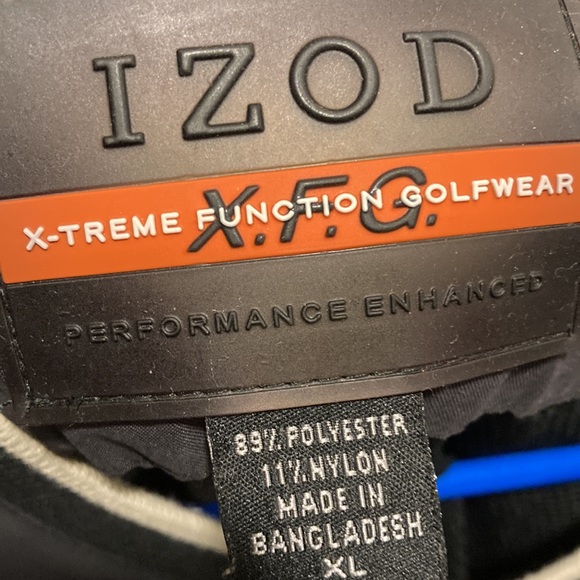 IZOD
X.F.G.
X-TREME FUNCTION GOLFWEAR
PERFORMANCE ENHANCED
89% POLYESTER
11% NYLON
MADE IN
BANGLADESH
XL